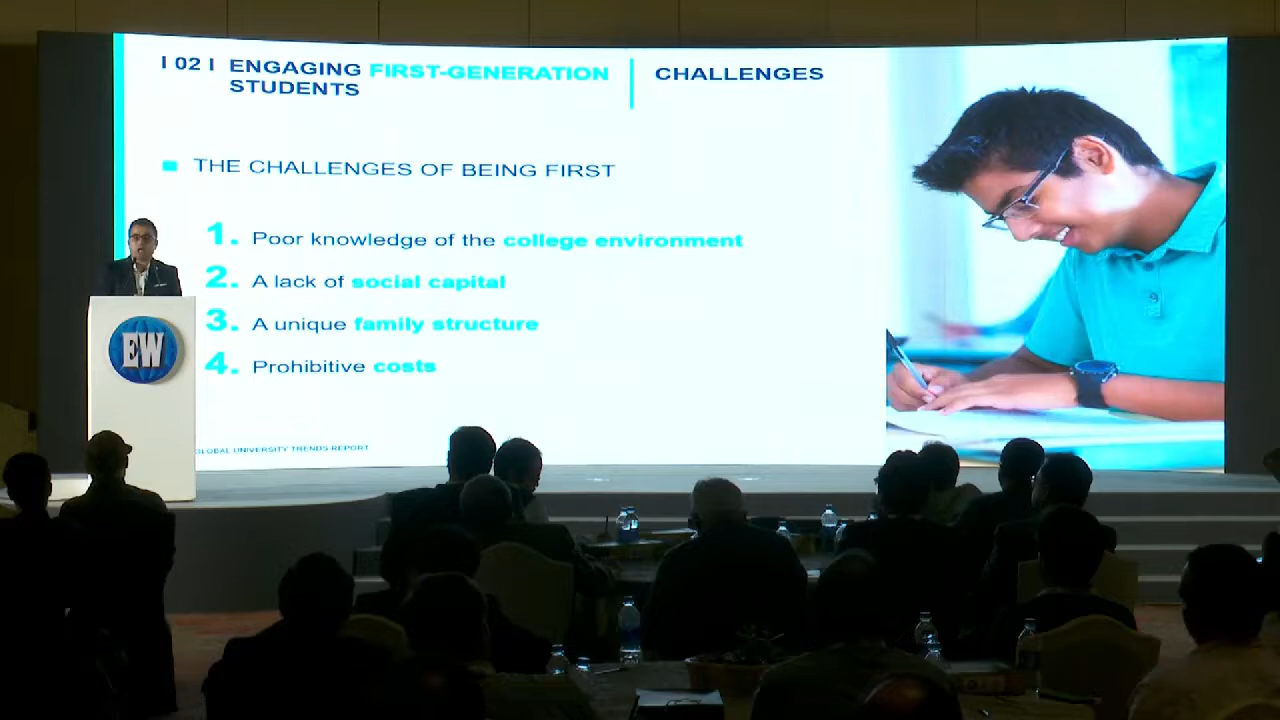 I 02 I ENGAGING FIRST-GENERATION
STUDENTS
CHALLENGES
THE CHALLENGES OF BEING FIRST
1. Poor knowledge of the college environment
2. A lack of social capital
3. A unique family structure
4. Prohibitive costs
GLOBAL UNIVERSITY TRENDS REPORT
EW